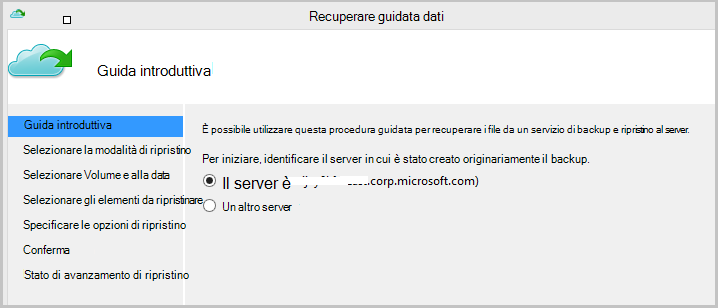 Recuperare guidata dati
Guida introduttiva
Guida introduttiva
Selezionare la modalità di ripristino
Selezionare Volume e alla data
Selezionare gli elementi da ripristinare
Specificare le opzioni di ripristino
Conferma
Stato di avanzamento di ripristino
È possibile utilizzare questa procedura guidata per recuperare i file da un servizio di backup e ripristino al server.
Per iniziare, identificare il server in cui è stato creato originariamente il backup.
Il server è .corp.microsoft.com)
Un altro server